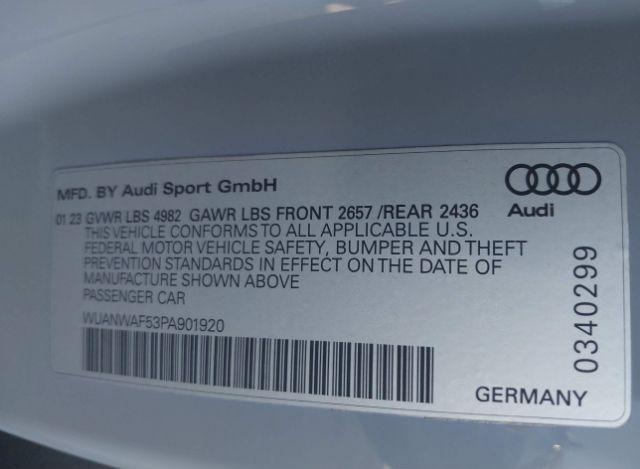 MFD. BY Audi Sport GmbH
01 23 GVWR LBS 4982 GAWR LBS FRONT 2657 /REAR 2436
THIS VEHICLE CONFORMS TO ALL APPLICABLE U.S.
FEDERAL MOTOR VEHICLE SAFETY, BUMPER AND THEFT
PREVENTION STANDARDS IN EFFECT ON THE DATE OF
MANUFACTURE SHOWN ABOVE
PASSENGER CAR
WUANWAF53PA901920
Audi
0340299
GERMANY